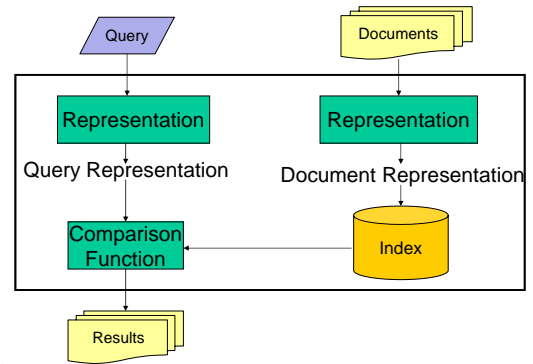 Query
Documents
Representation
Representation
Query Representation
Document Representation
Comparison
Function
Index
Results